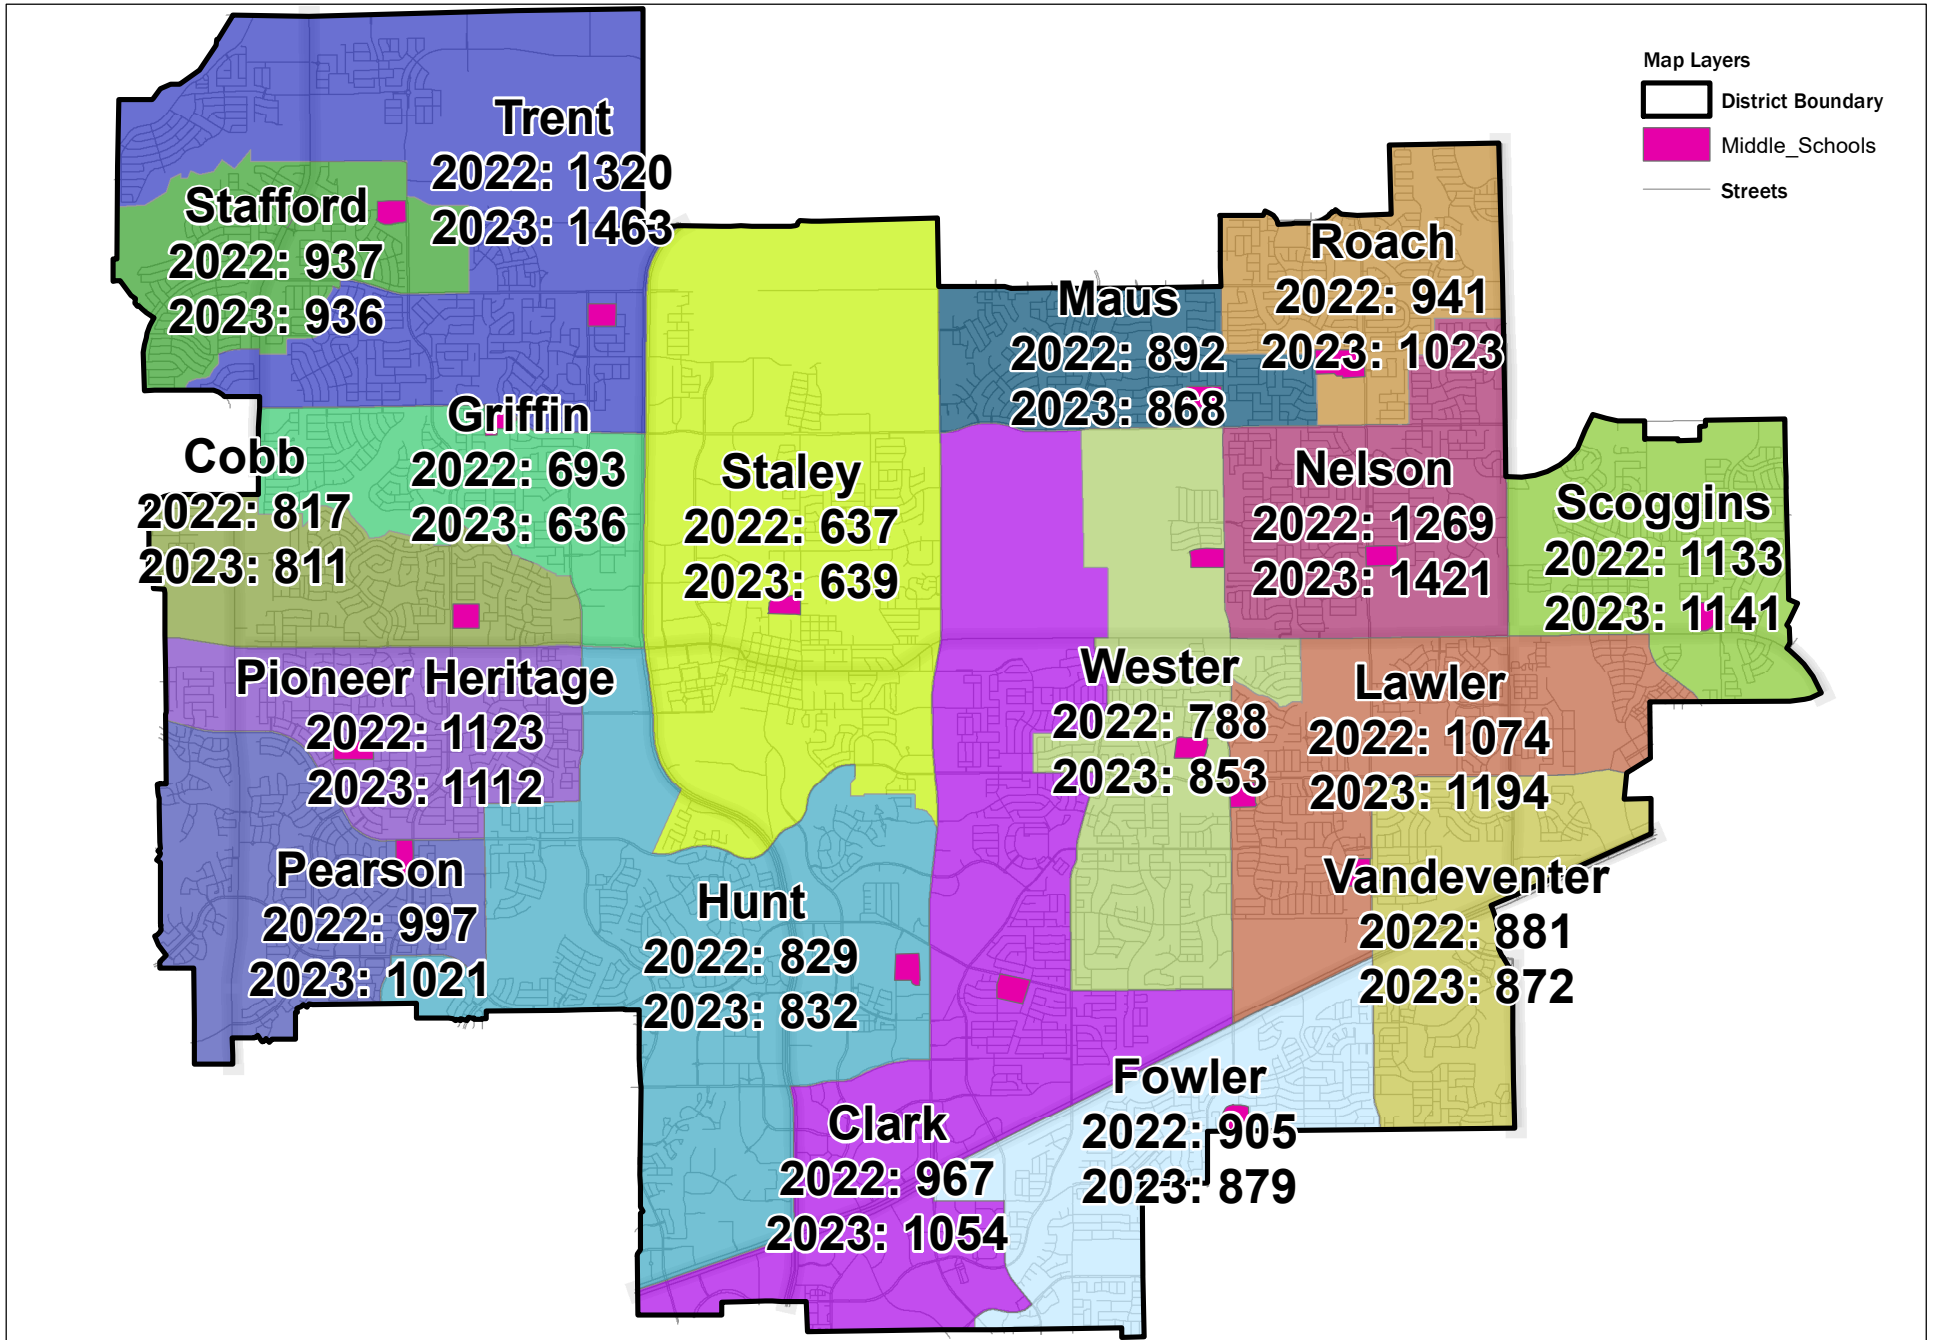 Map Layers
District Boundary
Middle_Schools
Streets
Trent
2022: 1320
2023: 1463
Stafford
2022: 937
2023: 936
Roach
2022: 941
2023: 1023
Maus
2022: 892
2023: 868
Griffin
2022: 693
2023: 636
Cobb
2022: 817
2023: 811
Staley
2022: 637
2023: 639
Nelson
2022: 1269
2023: 1421
Scoggins
2022: 1133
2023: 1141
Pioneer Heritage
2022: 1123
2023: 1112
Wester
2022: 788
2023: 853
Lawler
2022: 1074
2023: 1194
Pearson
2022: 997
2023: 1021
Hunt
2022: 829
2023: 832
Vandeventer
2022: 881
2023: 872
Fowler
2022: 905
2023: 879
Clark
2022: 967
2023: 1054